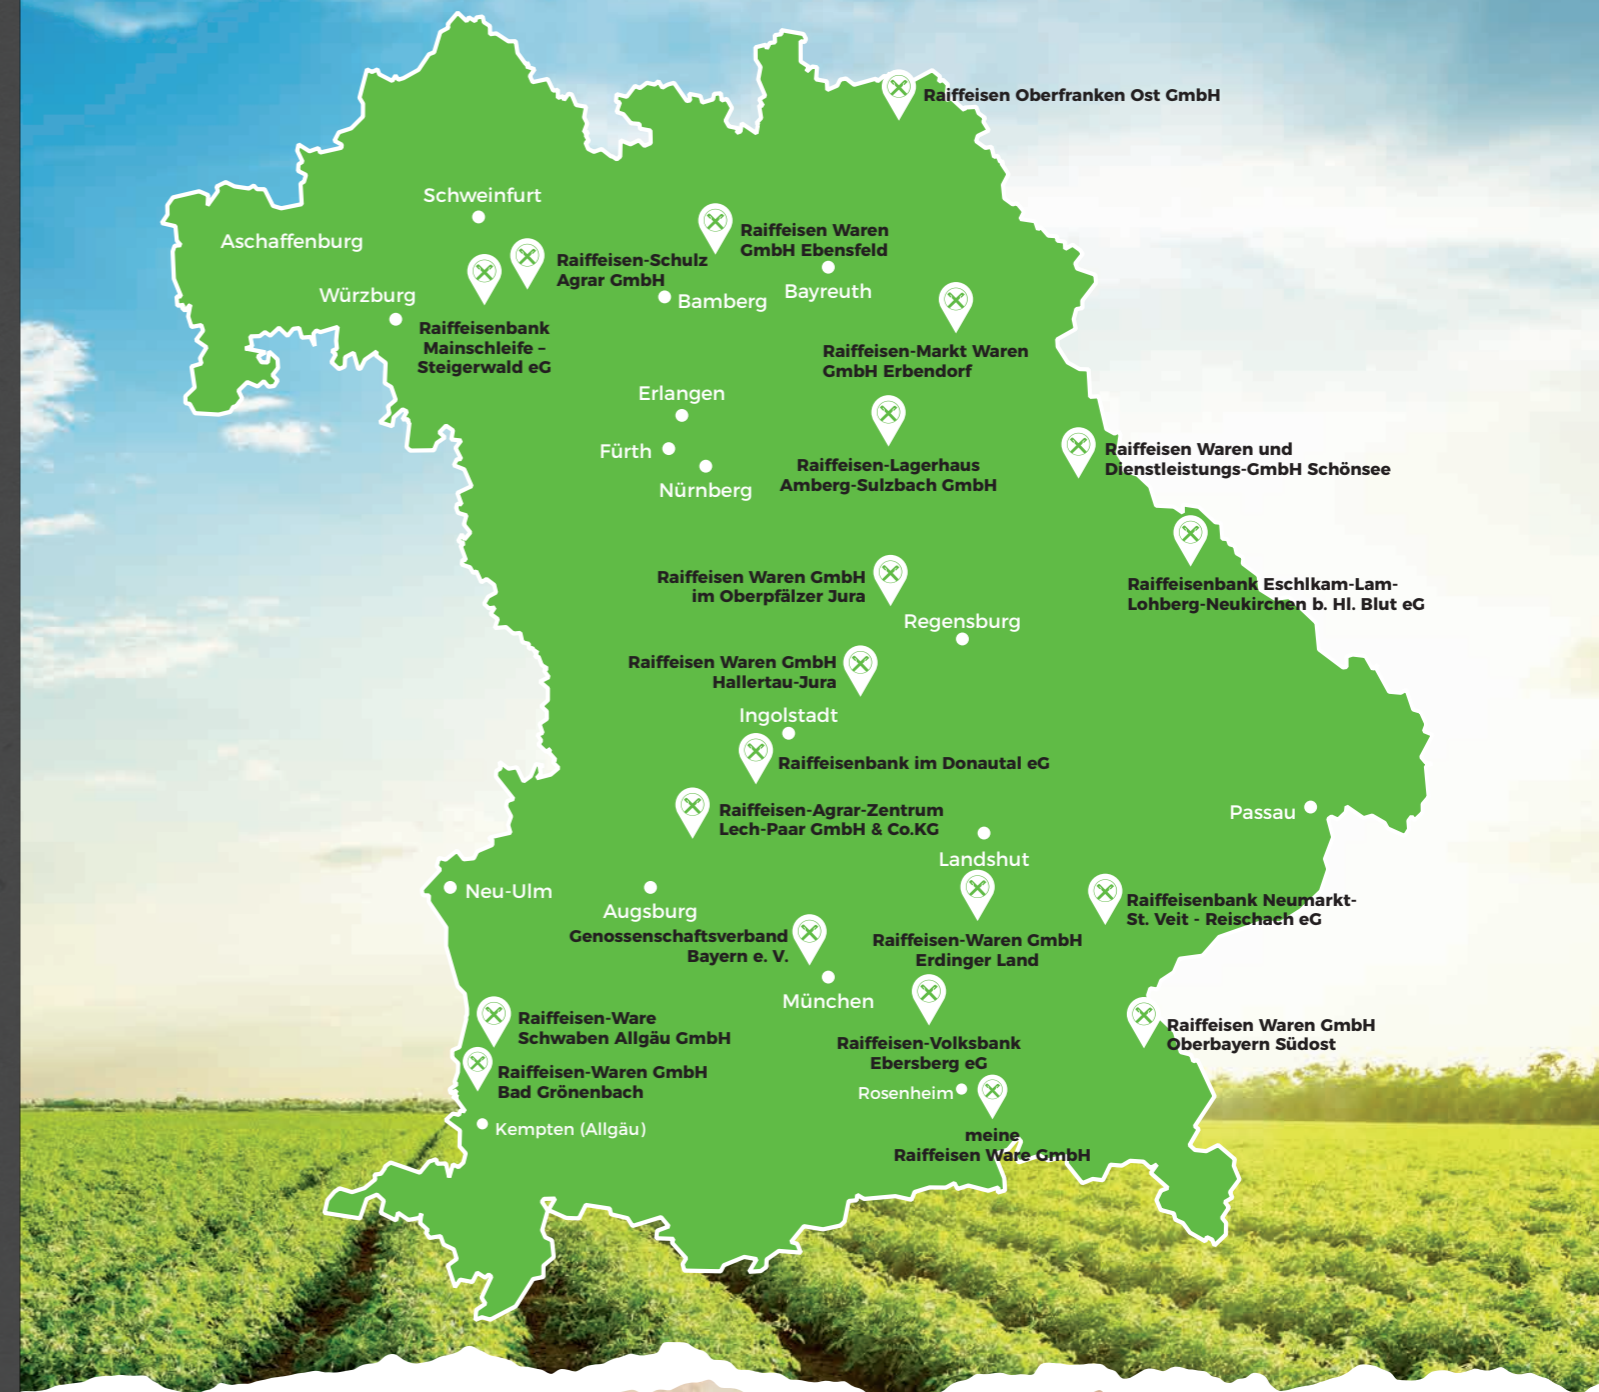 Raiffeisen Oberfranken Ost GmbH
Schweinfurt
Aschaffenburg
Raiffeisen Waren
GmbH Ebensfeld
Raiffeisen-Schulz
Agrar GmbH
Bayreuth
Bamberg
Würzburg
Raiffeisenbank
Mainschleife –
Steigerwald eG
Raiffeisen-Markt Waren
GmbH Erbendorf
Erlangen
Fürth
Nürnberg
Raiffeisen-Lagerhaus
Amberg-Sulzbach GmbH
Raiffeisen Waren und
Dienstleistungs-GmbH Schönsee
Raiffeisenbank Eschlkam-Lam-
Lohberg-Neukirchen b. Hl. Blut eG
Raiffeisen Waren GmbH
im Oberpfälzer Jura
Regensburg
Raiffeisen Waren GmbH
Hallertau-Jura
Ingolstadt
Raiffeisenbank im Donautal eG
Raiffeisen-Agrar-Zentrum
Lech-Paar GmbH & Co.KG
Passau
Landshut
Neu-Ulm
Augsburg
Raiffeisenbank Neumarkt-
St. Veit - Reischach eG
Genossenschaftsverband
Bayern e. V.
Raiffeisen-Waren GmbH
Erdinger Land
München
Raiffeisen-Ware
Schwaben Allgäu GmbH
Raiffeisen Waren GmbH
Oberbayern Südost
Raiffeisen-Volksbank
Ebersberg eG
Raiffeisen-Waren GmbH
Bad Grönenbach
Rosenheim
Kempten (Allgäu)
meine
Raiffeisen Ware GmbH